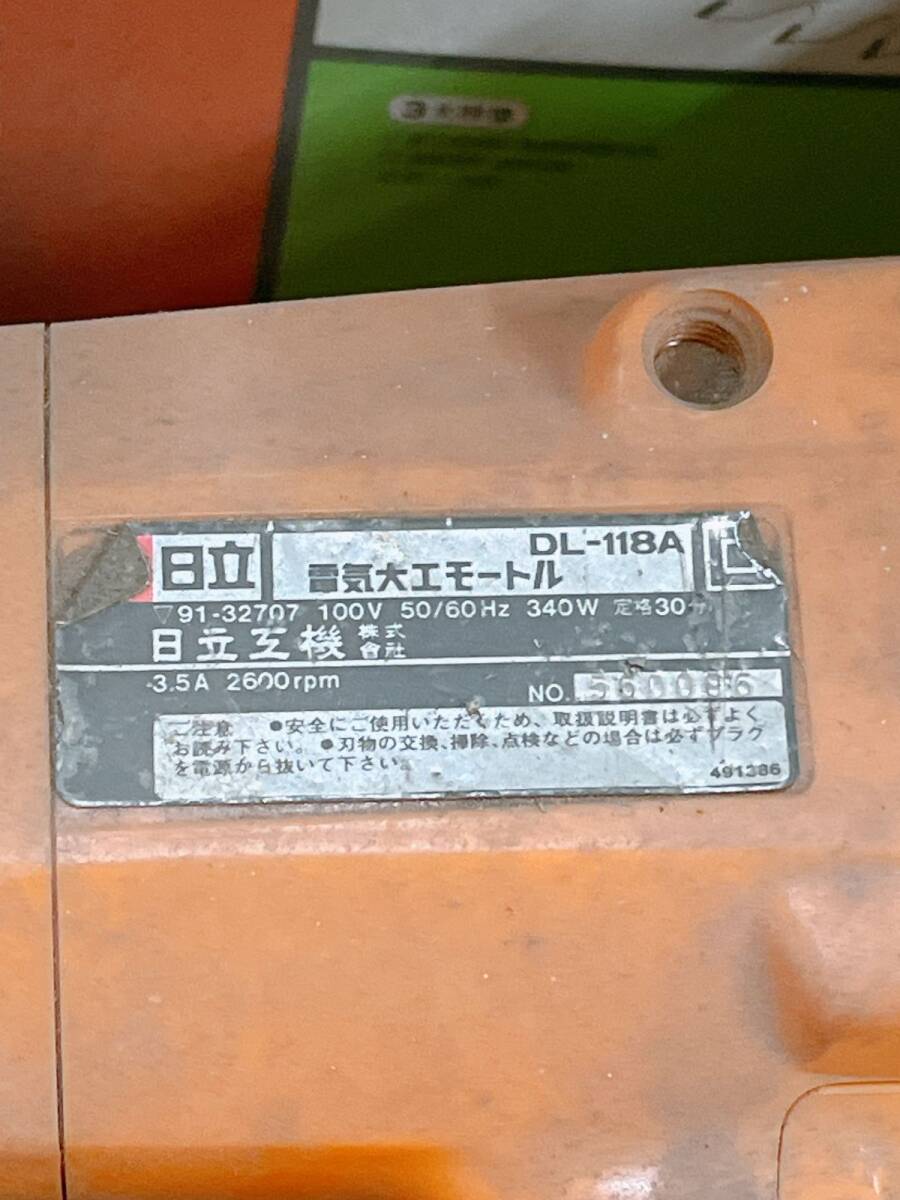 3
日立
DL-118A
電気大工モートル
▽91-32707 100V 50/60Hz 340W 定格30分
日立工機 株式會社
3.5A 2600rpm
NO.
ご注意 ●安全にご使用いただくため、取扱説明書は必ずよく
お読み下さい。●刃物の交換、掃除、点検などの場合は必ずプラグ
を電源から抜いて下さい。
491386